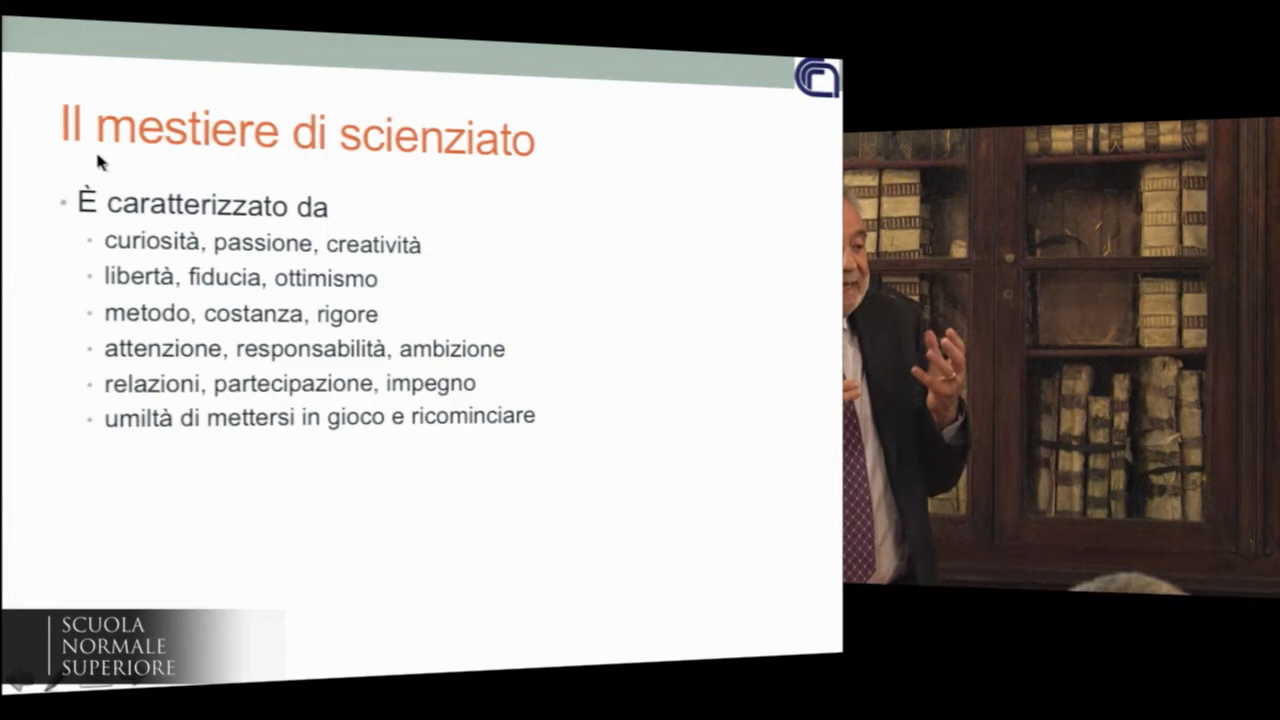 Il mestiere di scienziato
È caratterizzato da
curiosità, passione, creatività
libertà, fiducia, ottimismo
metodo, costanza, rigore
attenzione, responsabilità, ambizione
relazioni, partecipazione, impegno
umiltà di mettersi in gioco e ricominciare
SCUOLA
NORMALE
SUPERIORE